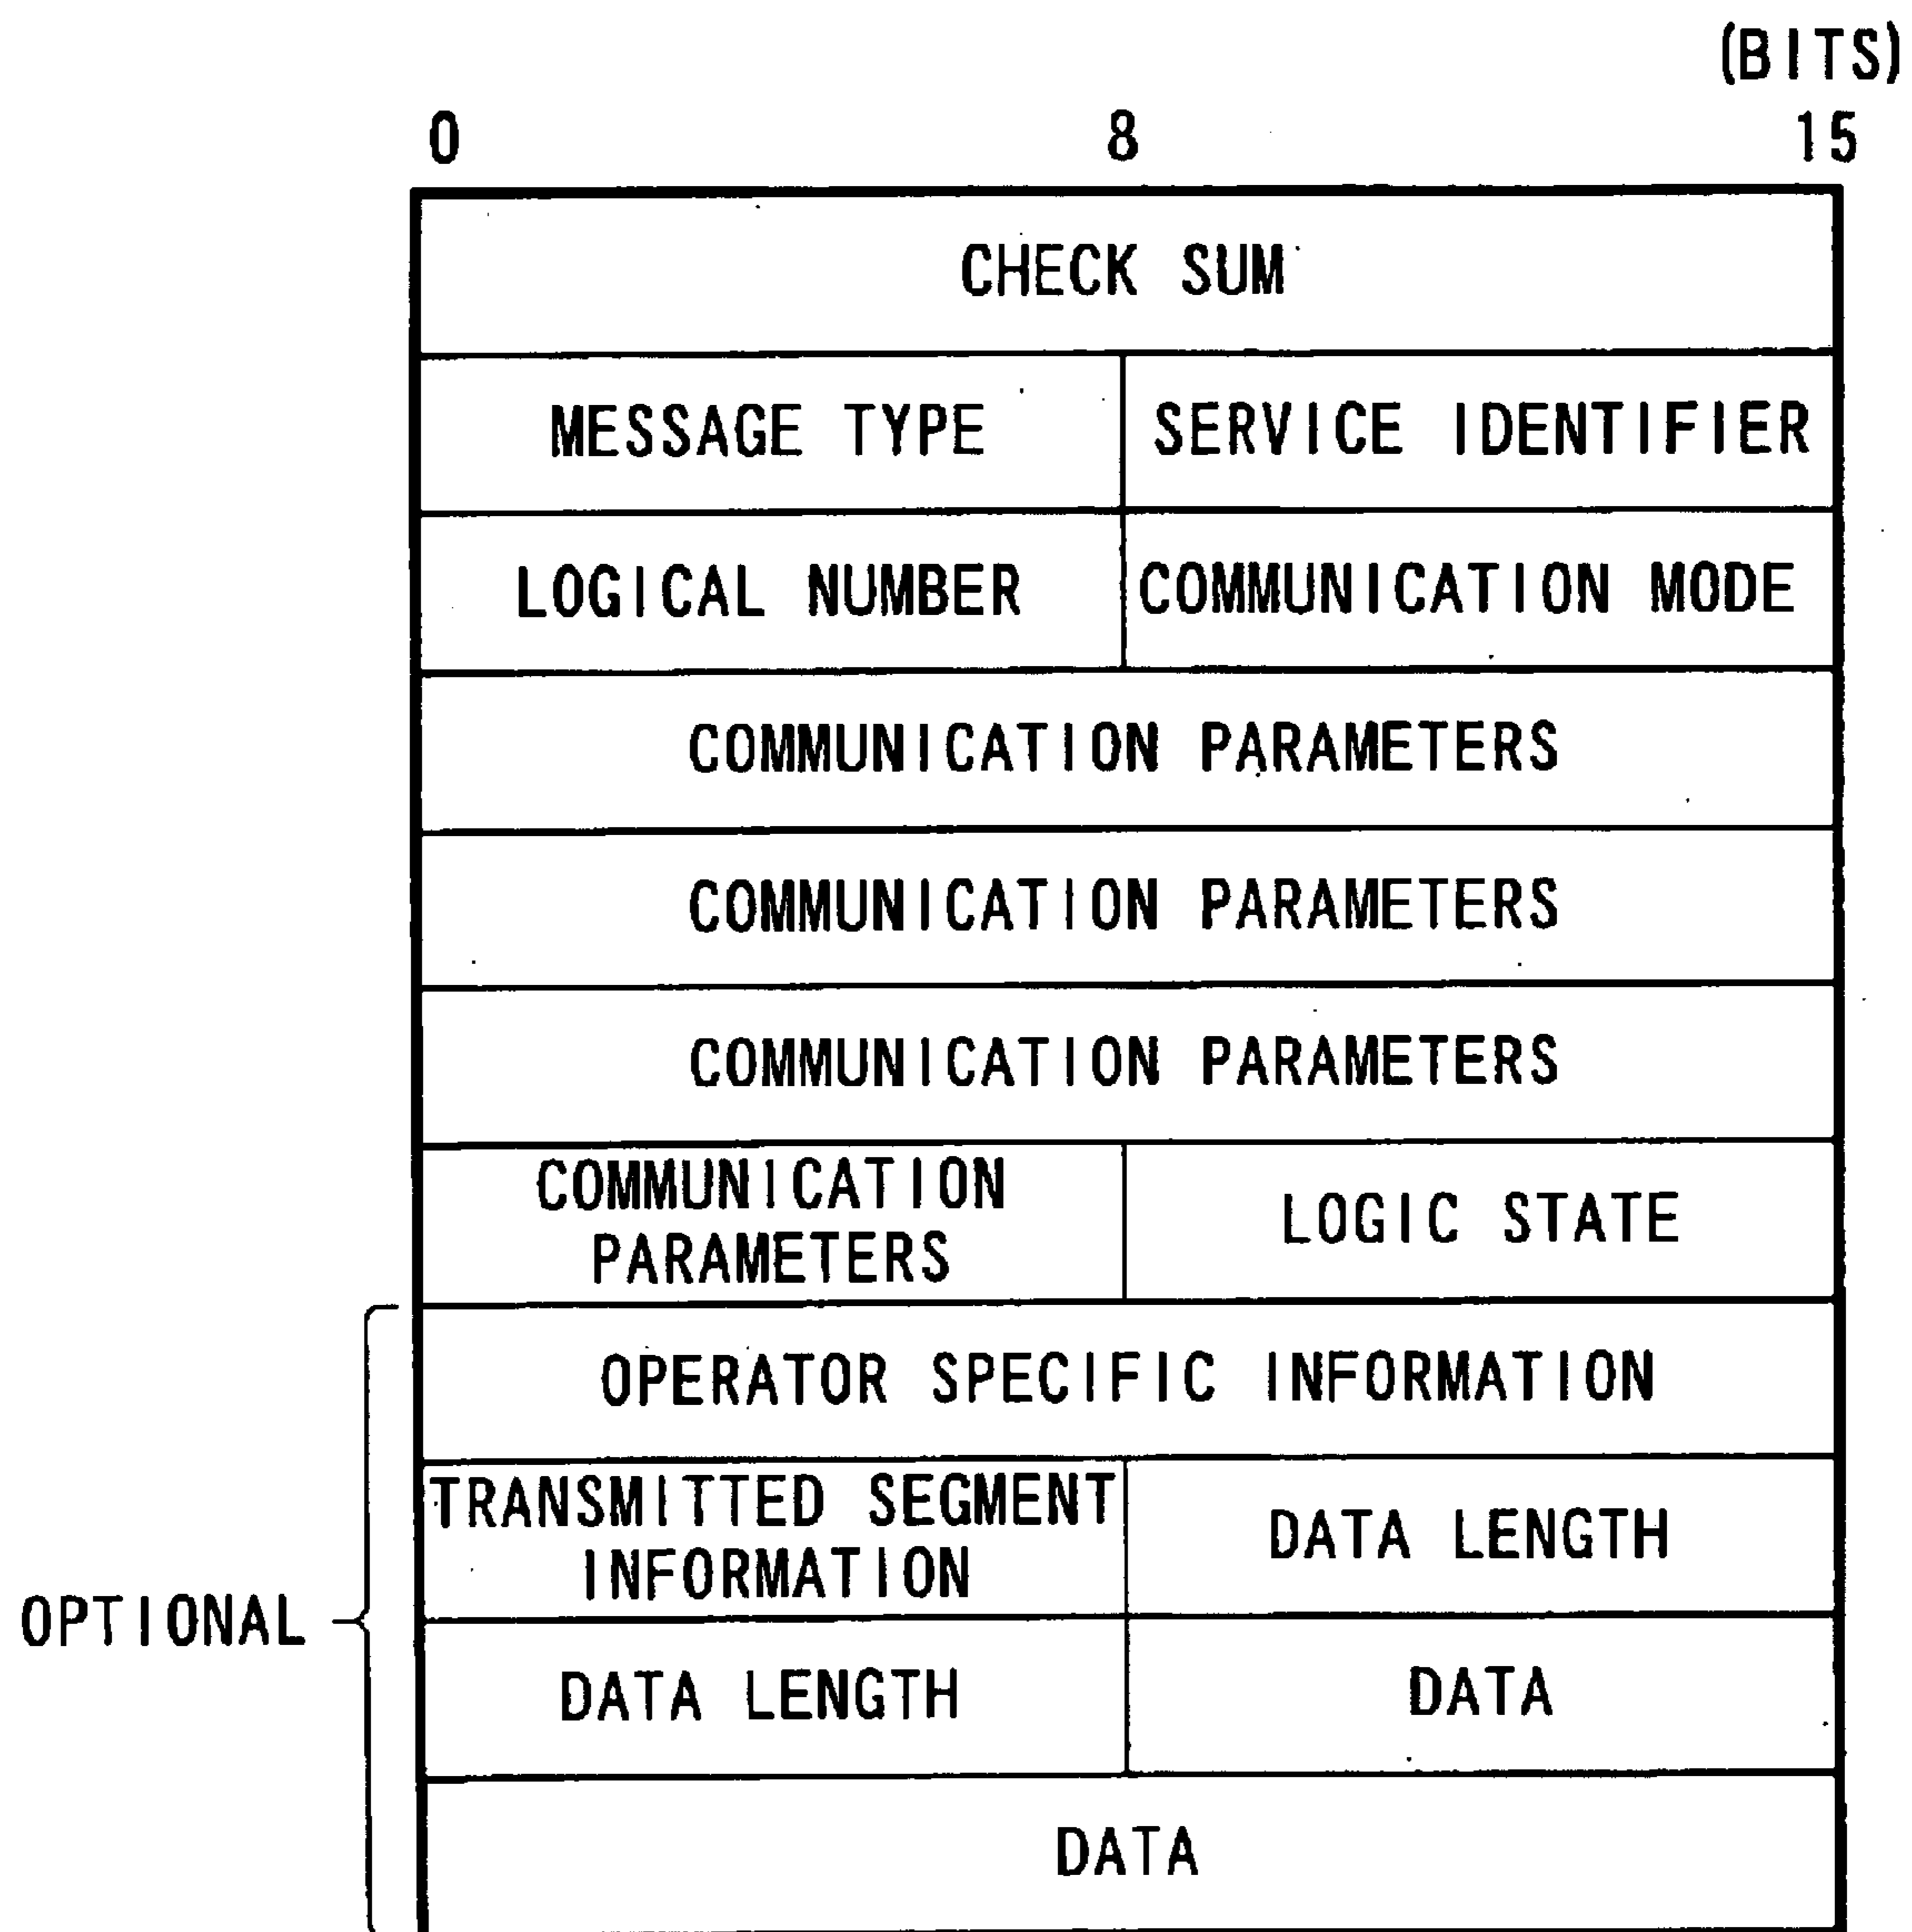 (BITS)
0 8 15
CHECK SUM
MESSAGE TYPE SERVICE IDENTIFIER
LOGICAL NUMBER COMMUNICATION MODE
COMMUNICATION PARAMETERS
COMMUNICATION PARAMETERS
COMMUNICATION PARAMETERS
COMMUNICATION
PARAMETERS
LOGIC STATE
OPERATOR SPECIFIC INFORMATION
TRANSMITTED SEGMENT
INFORMATION
DATA LENGTH
OPTIONAL
DATA LENGTH DATA
DATA